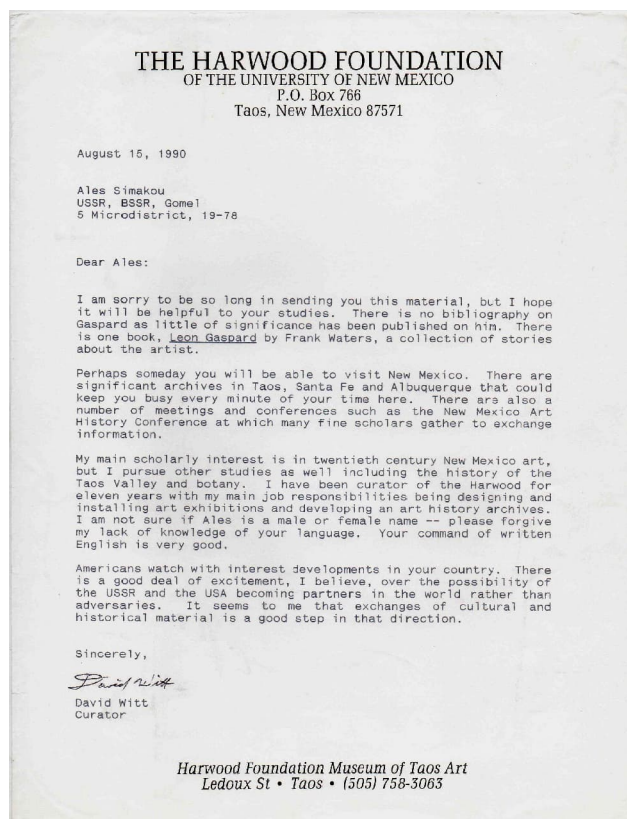 THE HARWOOD FOUNDATION
OF THE UNIVERSITY OF NEW MEXICO
P.O. Box 766
Taos, New Mexico 87571
August 15, 1990
Ales Simakou
USSR, BSSR, Gomel
5 Microdistrict, 19-78
Dear Ales:
I am sorry to be so long in sending you this material, but I hope
it will be helpful to your studies. There is no bibliography on
Gaspard as little of significance has been published on him. There
is one book, Leon Gaspard by Frank Waters, a collection of stories
about the artist.
Perhaps someday you will be able to visit New Mexico. There are
significant archives in Taos, Santa Fe and Albuquerque that could
keep you busy every minute of your time here. There are also a
number of meetings and conferences such as the New Mexico Art
History Conference at which many fine scholars gather to exchange
information.
My main scholarly interest is in twentieth century New Mexico art,
but I pursue other studies as well including the history of the
Taos Valley and botany. I have been curator of the Harwood for
eleven years with my main job responsibilities being designing and
installing art exhibitions and developing an art history archives.
I am not sure if Ales is a male or female name -- please forgive
my lack of knowledge of your language. Your command of written
English is very good.
Americans watch with interest developments in your country. There
is a good deal of excitement, I believe, over the possibility of
the USSR and the USA becoming partners in the world rather than
adversaries. It seems to me that exchanges of cultural and
historical material is a good step in that direction.
Sincerely,
David Witt
David Witt
Curator
Harwood Foundation Museum of Taos Art
Ledoux St • Taos • (505) 758-3063